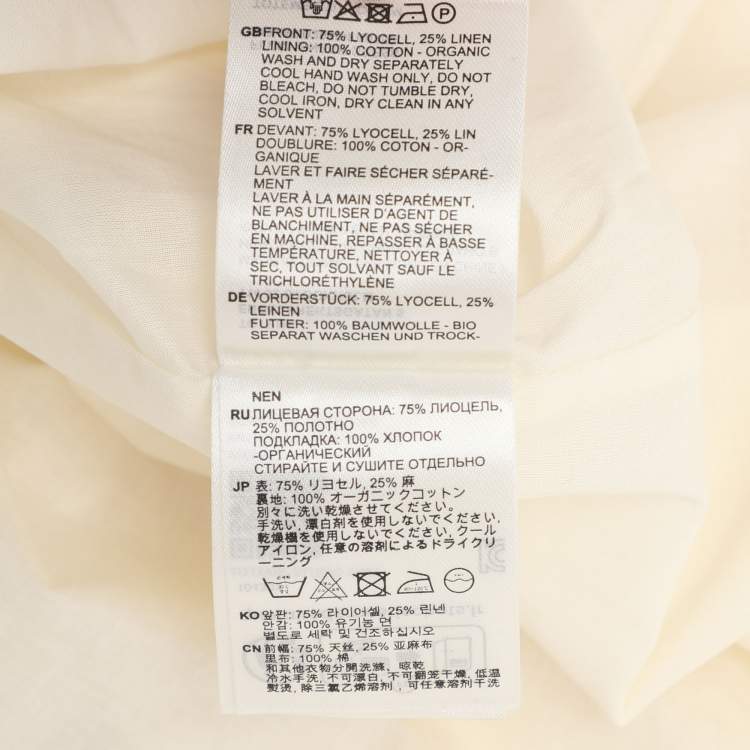 GB FRONT: 75% LYOCELL, 25% LINEN
LINING: 100% COTTON - ORGANIC
WASH AND DRY SEPARATELY
COOL HAND WASH ONLY, DO NOT
BLEACH, DO NOT TUMBLE DRY,
COOL IRON, DRY CLEAN IN ANY
SOLVENT
FR DEVANT: 75% LYOCELL, 25% LIN
DOUBLURE: 100% COTON - OR-
GANIQUE
LAVER ET FAIRE SÉCHER SÉPARÉ-
MENT
LAVER À LA MAIN SÉPARÉMENT,
NE PAS UTILISER D'AGENT DE
BLANCHIMENT, NE PAS SÉCHER
EN MACHINE, REPASSER À BASSE
TEMPÉRATURE, NETTOYER À
SEC, TOUT SOLVANT SAUF LE
TRICHLORÉTHYLÈNE
DE VORDERSTÜCK: 75% LYOCELL, 25%
LEINEN
FUTTER: 100% BAUMWOLLE - BIO
SEPARAT WASCHEN UND TROCK-
NEN
RU ЛИЦЕВАЯ СТОРОНА: 75% ЛИОЦЕЛЬ,
25% ПОЛОТНО
ПОДКЛАДКА: 100% ХЛОПОК
-ОРГАНИЧЕСКИЙ
СТИРАЙТЕ И СУШИТЕ ОТДЕЛЬНО
JP 表: 75% リヨセル, 25% 麻
裏地: 100% オーガニックコットン
別々に洗い乾燥させてください。
手洗い, 漂白剤を使用しないでください,
乾燥機を使用しないでください, クール
アイロン, 任意の溶剤によるドライクリ
ーニング
KO 앞판: 75% 라이어셀, 25% 린넨
안감: 100% 유기농 면
별도로 세탁 및 건조하십시오
CN 前幅: 75% 天丝, 25% 亚麻布
里布: 100% 棉
和其他衣物分開洗滌、晾乾
冷水手洗, 不可漂白, 不可翻笼干燥, 低温
熨烫, 除三氯乙烯溶剂, 可任意溶剂干洗